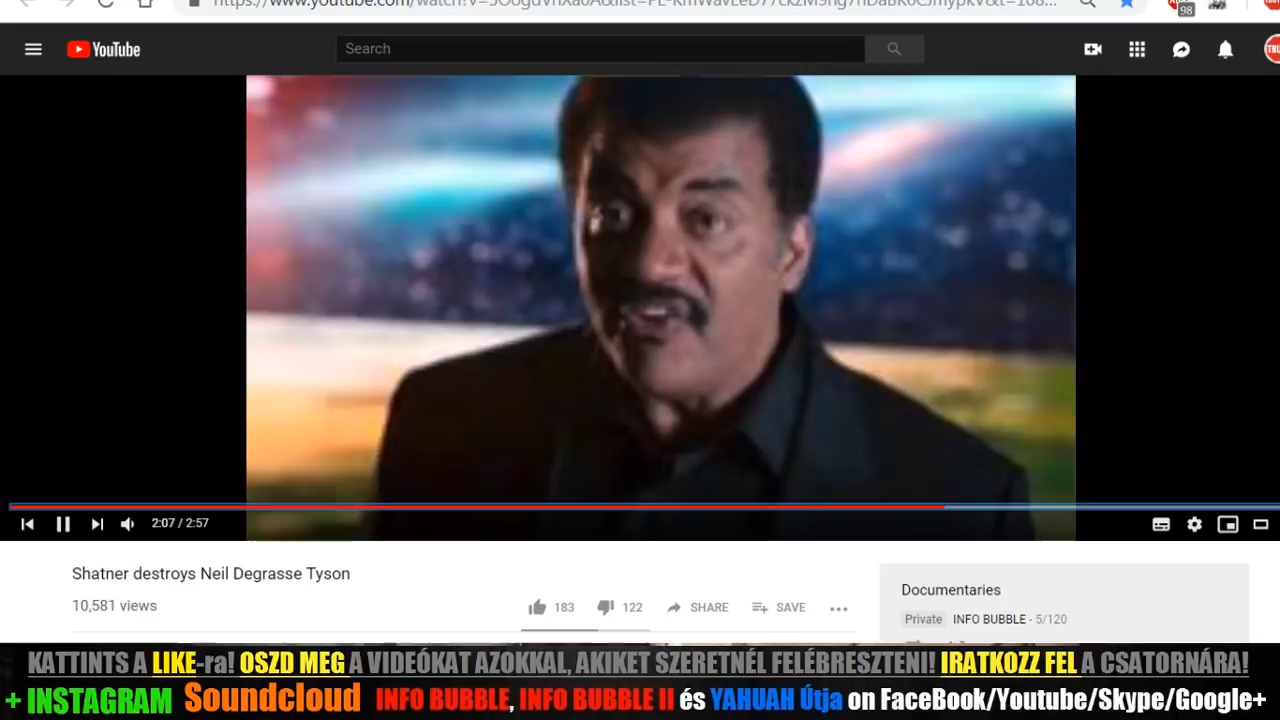 YouTube
Search
98
2:07 / 2:57
Shatner destroys Neil Degrasse Tyson
10,581 views
183
122
SHARE
SAVE
Documentaries
Private INFO BUBBLE - 5/120
KATTINTS A LIKE-ra! OSZD MEG A VIDEÓKAT AZOKKAL, AKIKET SZERETNÉL FELÉBRESZTENI! IRATKOZZ FEL A CSATORNÁRA!
+ INSTAGRAM Soundcloud INFO BUBBLE, INFO BUBBLE II és YAHUAH Útja on FaceBook/Youtube/Skype/Google+